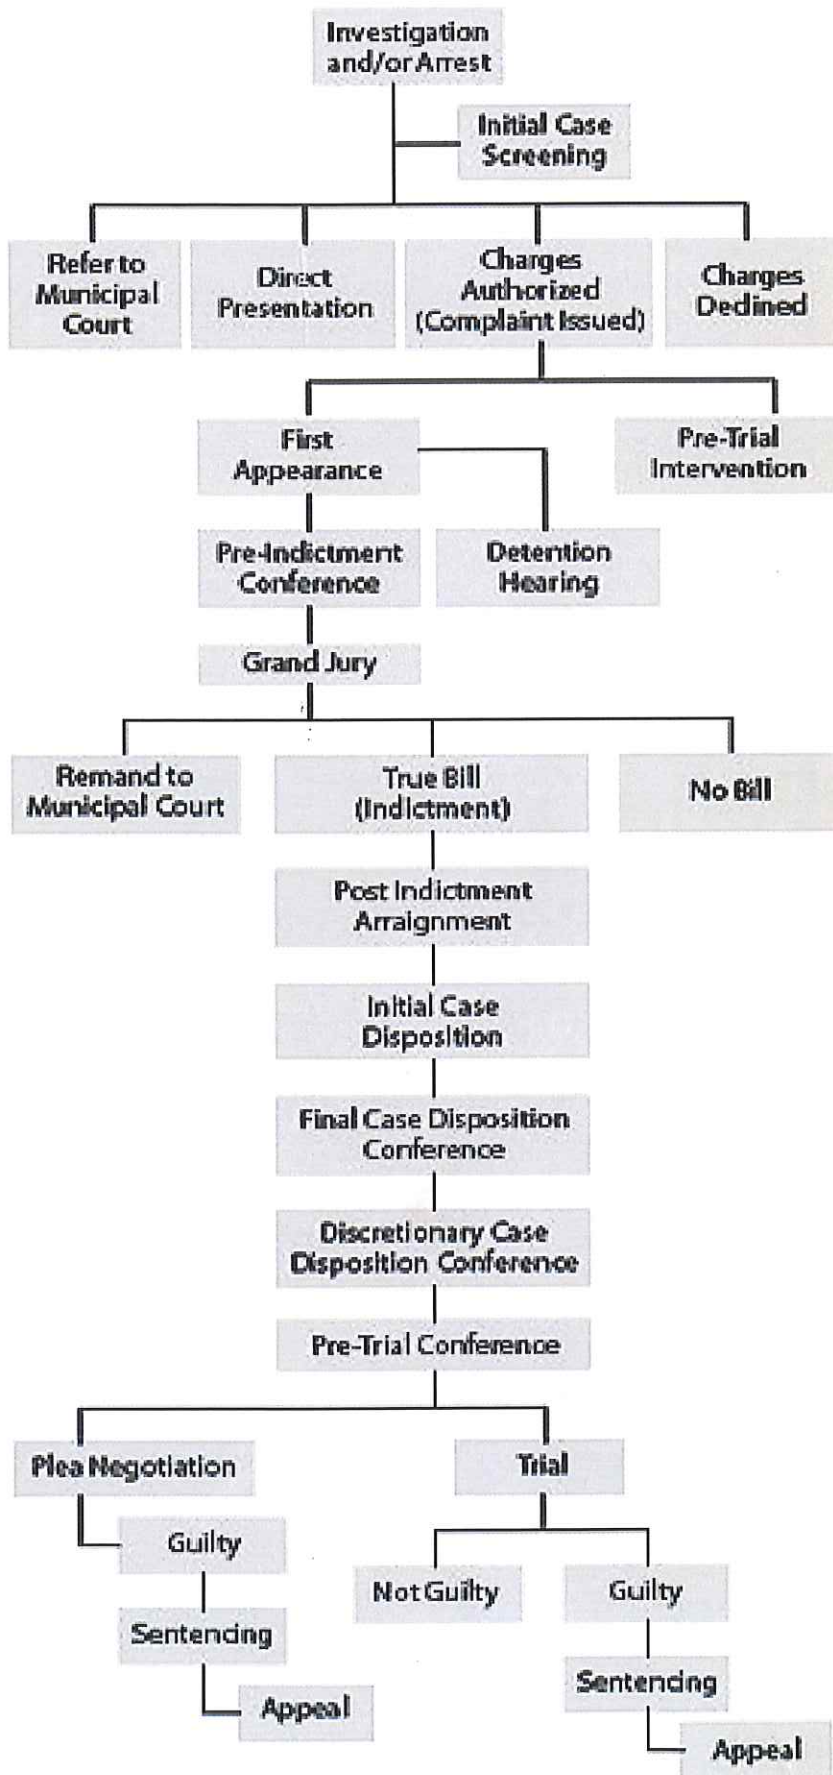 Investigation
and/or Arrest
Initial Case
Screening
Refer to
Municipal
Court
Direct
Presentation
Charges
Authorized
(Complaint Issued)
Charges
Declined
First
Appearance
Pre-Trial
Intervention
Pre-Indictment
Conference
Detention
Hearing
Grand Jury
Remand to
Municipal Court
True Bill
(Indictment)
No Bill
Post Indictment
Arraignment
Initial Case
Disposition
Final Case Disposition
Conference
Discretionary Case
Disposition Conference
Pre-Trial Conference
Plea Negotiation
Trial
Guilty
Not Guilty
Guilty
Sentencing
Sentencing
Appeal
Appeal